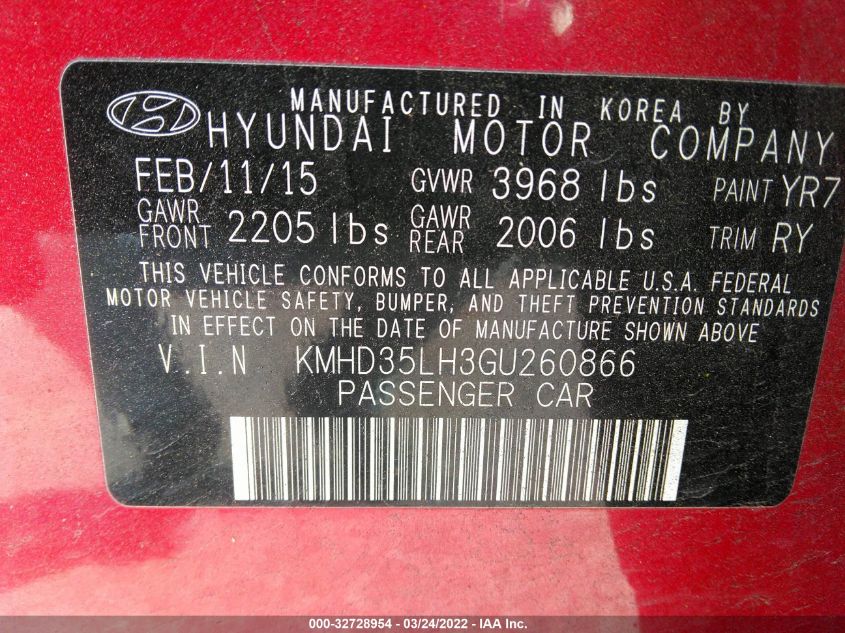 MANUFACTURED IN KOREA BY
HYUNDAI MOTOR COMPANY
FEB/11/15 GVWR 3968 lbs PAINT YR7
GAWR FRONT 2205 lbs GAWR REAR 2006 lbs TRIM RY
THIS VEHICLE CONFORMS TO ALL APPLICABLE U.S.A. FEDERAL
MOTOR VEHICLE SAFETY, BUMPER, AND THEFT PREVENTION STANDARDS
IN EFFECT ON THE DATE OF MANUFACTURE SHOWN ABOVE
V.I.N KMHD35LH3GU260866
PASSENGER CAR
000-32728954 - 03/24/2022 - IAA Inc.